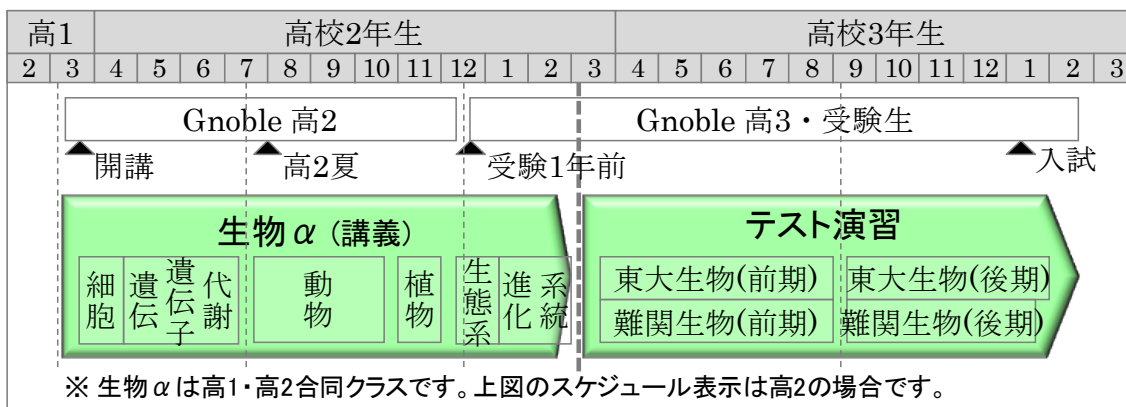 高1 高校2年生 高校3年生
2 3 4 5 6 7 8 9 10 11 12 1 2 3 4 5 6 7 8 9 10 11 12 1 2 3
Gnoble 高2 Gnoble 高3・受験生
開講 高2夏 受験1年前 入試
生物α（講義） テスト演習
細胞 遺伝 遺伝子 代謝 動物 植物 生態系 進化 系統
東大生物(前期) 東大生物(後期)
難関生物(前期) 難関生物(後期)
※ 生物αは高1・高2合同クラスです。上図のスケジュール表示は高2の場合です。